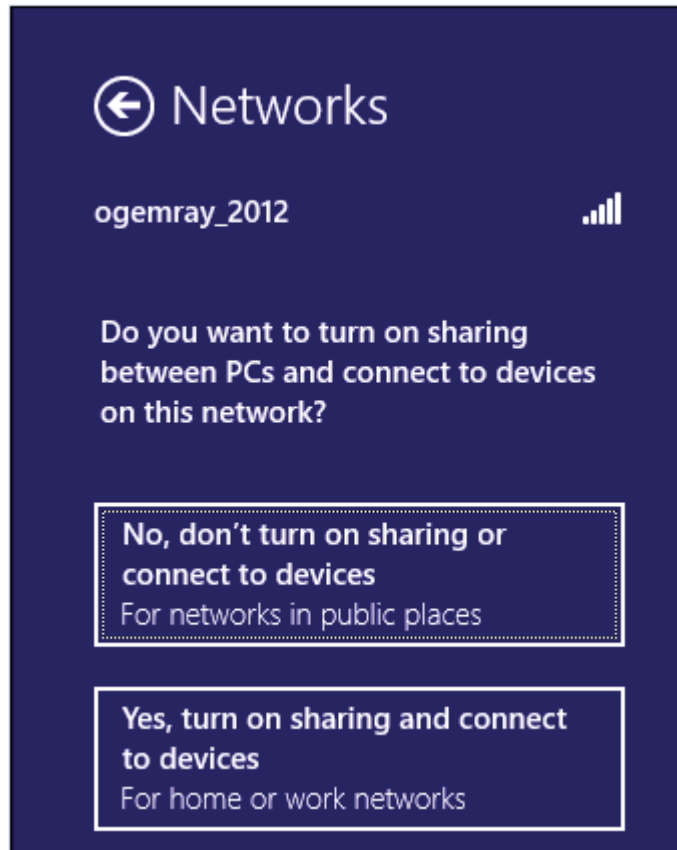 Networks
ogemray_2012
Do you want to turn on sharing
between PCs and connect to devices
on this network?
No, don’t turn on sharing or
connect to devices
For networks in public places
Yes, turn on sharing and connect
to devices
For home or work networks